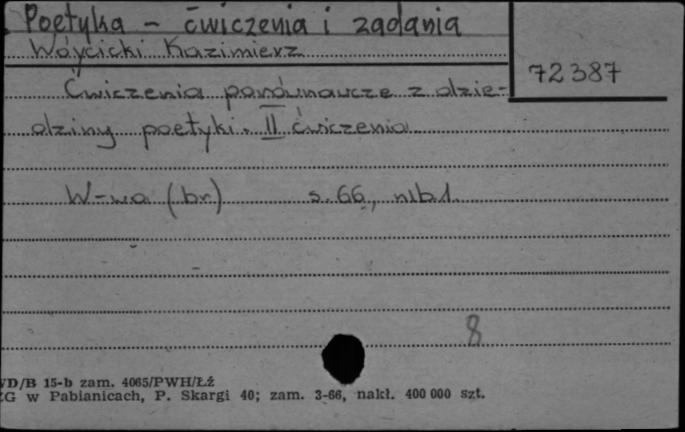 Poetyka - ćwiczenia i zadania
Wóycicki Kazimierz
72387
Ćwiczenia porównawcze z dzie-
dziny poetyki. II ćwiczenia
W-wa (br) s. 66, nlb 1.
8
D/B 15-b zam. 4065/PWH/Łź
G w Pabianicach, P. Skargi 40; zam. 3-66, nakł. 400 000 szt.